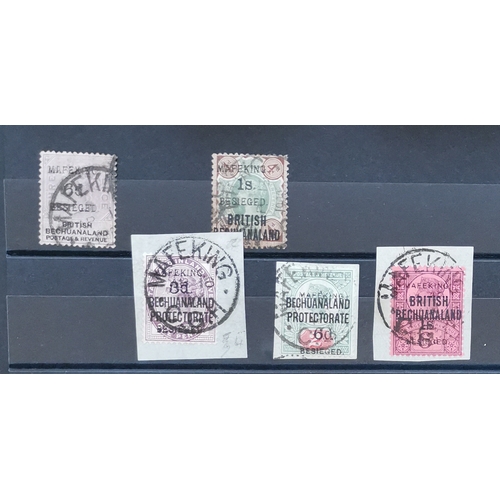 MAFEKING
6d.
BESIEGED
BRITISH
BECHUANALAND
POSTAGE & REVENUE
MAFEKING
1s.
BESIEGED
BRITISH
BECHUANALAND
MAFEKING
MAFEKING
BECHUANALAND
PROTECTORATE
BESIEGED
MAFEKING
BECHUANALAND
PROTECTORATE
6d.
BESIEGED.
MAFEKING
MAFEKING
BRITISH
BECHUANALAND
BESIEGED